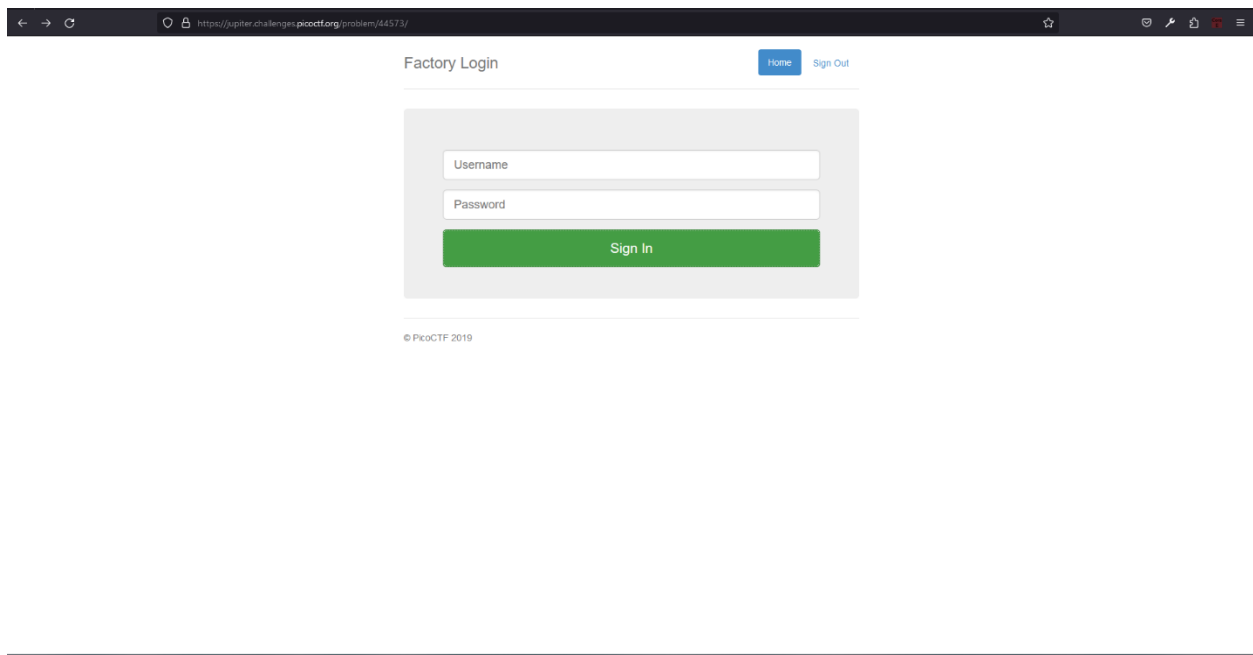 https://jupiter.challenges.picoctf.org/problem/44573/
Factory Login
Home
Sign Out
Username
Password
Sign In
© PicoCTF 2019